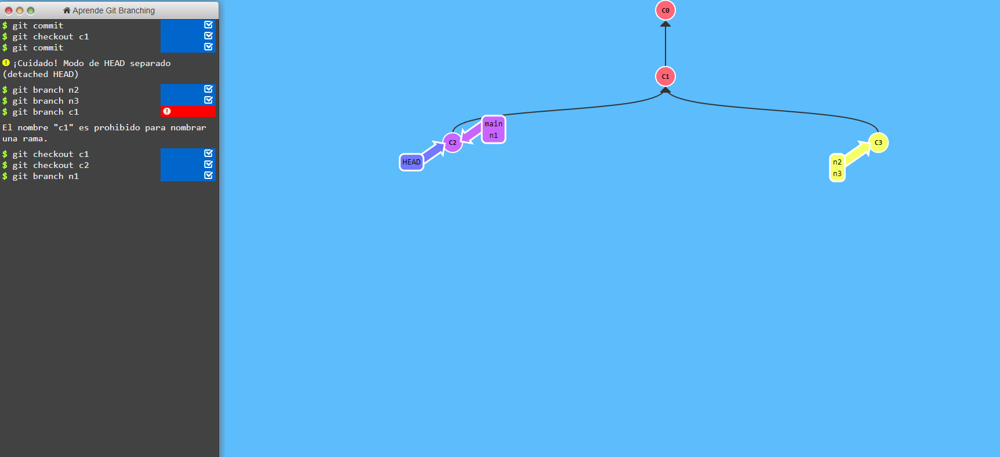 Aprende Git Branching
$ git commit
$ git checkout c1
$ git commit
¡Cuidado! Modo de HEAD separado
(detached HEAD)
$ git branch n2
$ git branch n3
$ git branch c1
El nombre "c1" es prohibido para nombrar
una rama.
$ git checkout c1
$ git checkout c2
$ git branch n1
C0
C1
main
n1
C2
HEAD
C3
n2
n3